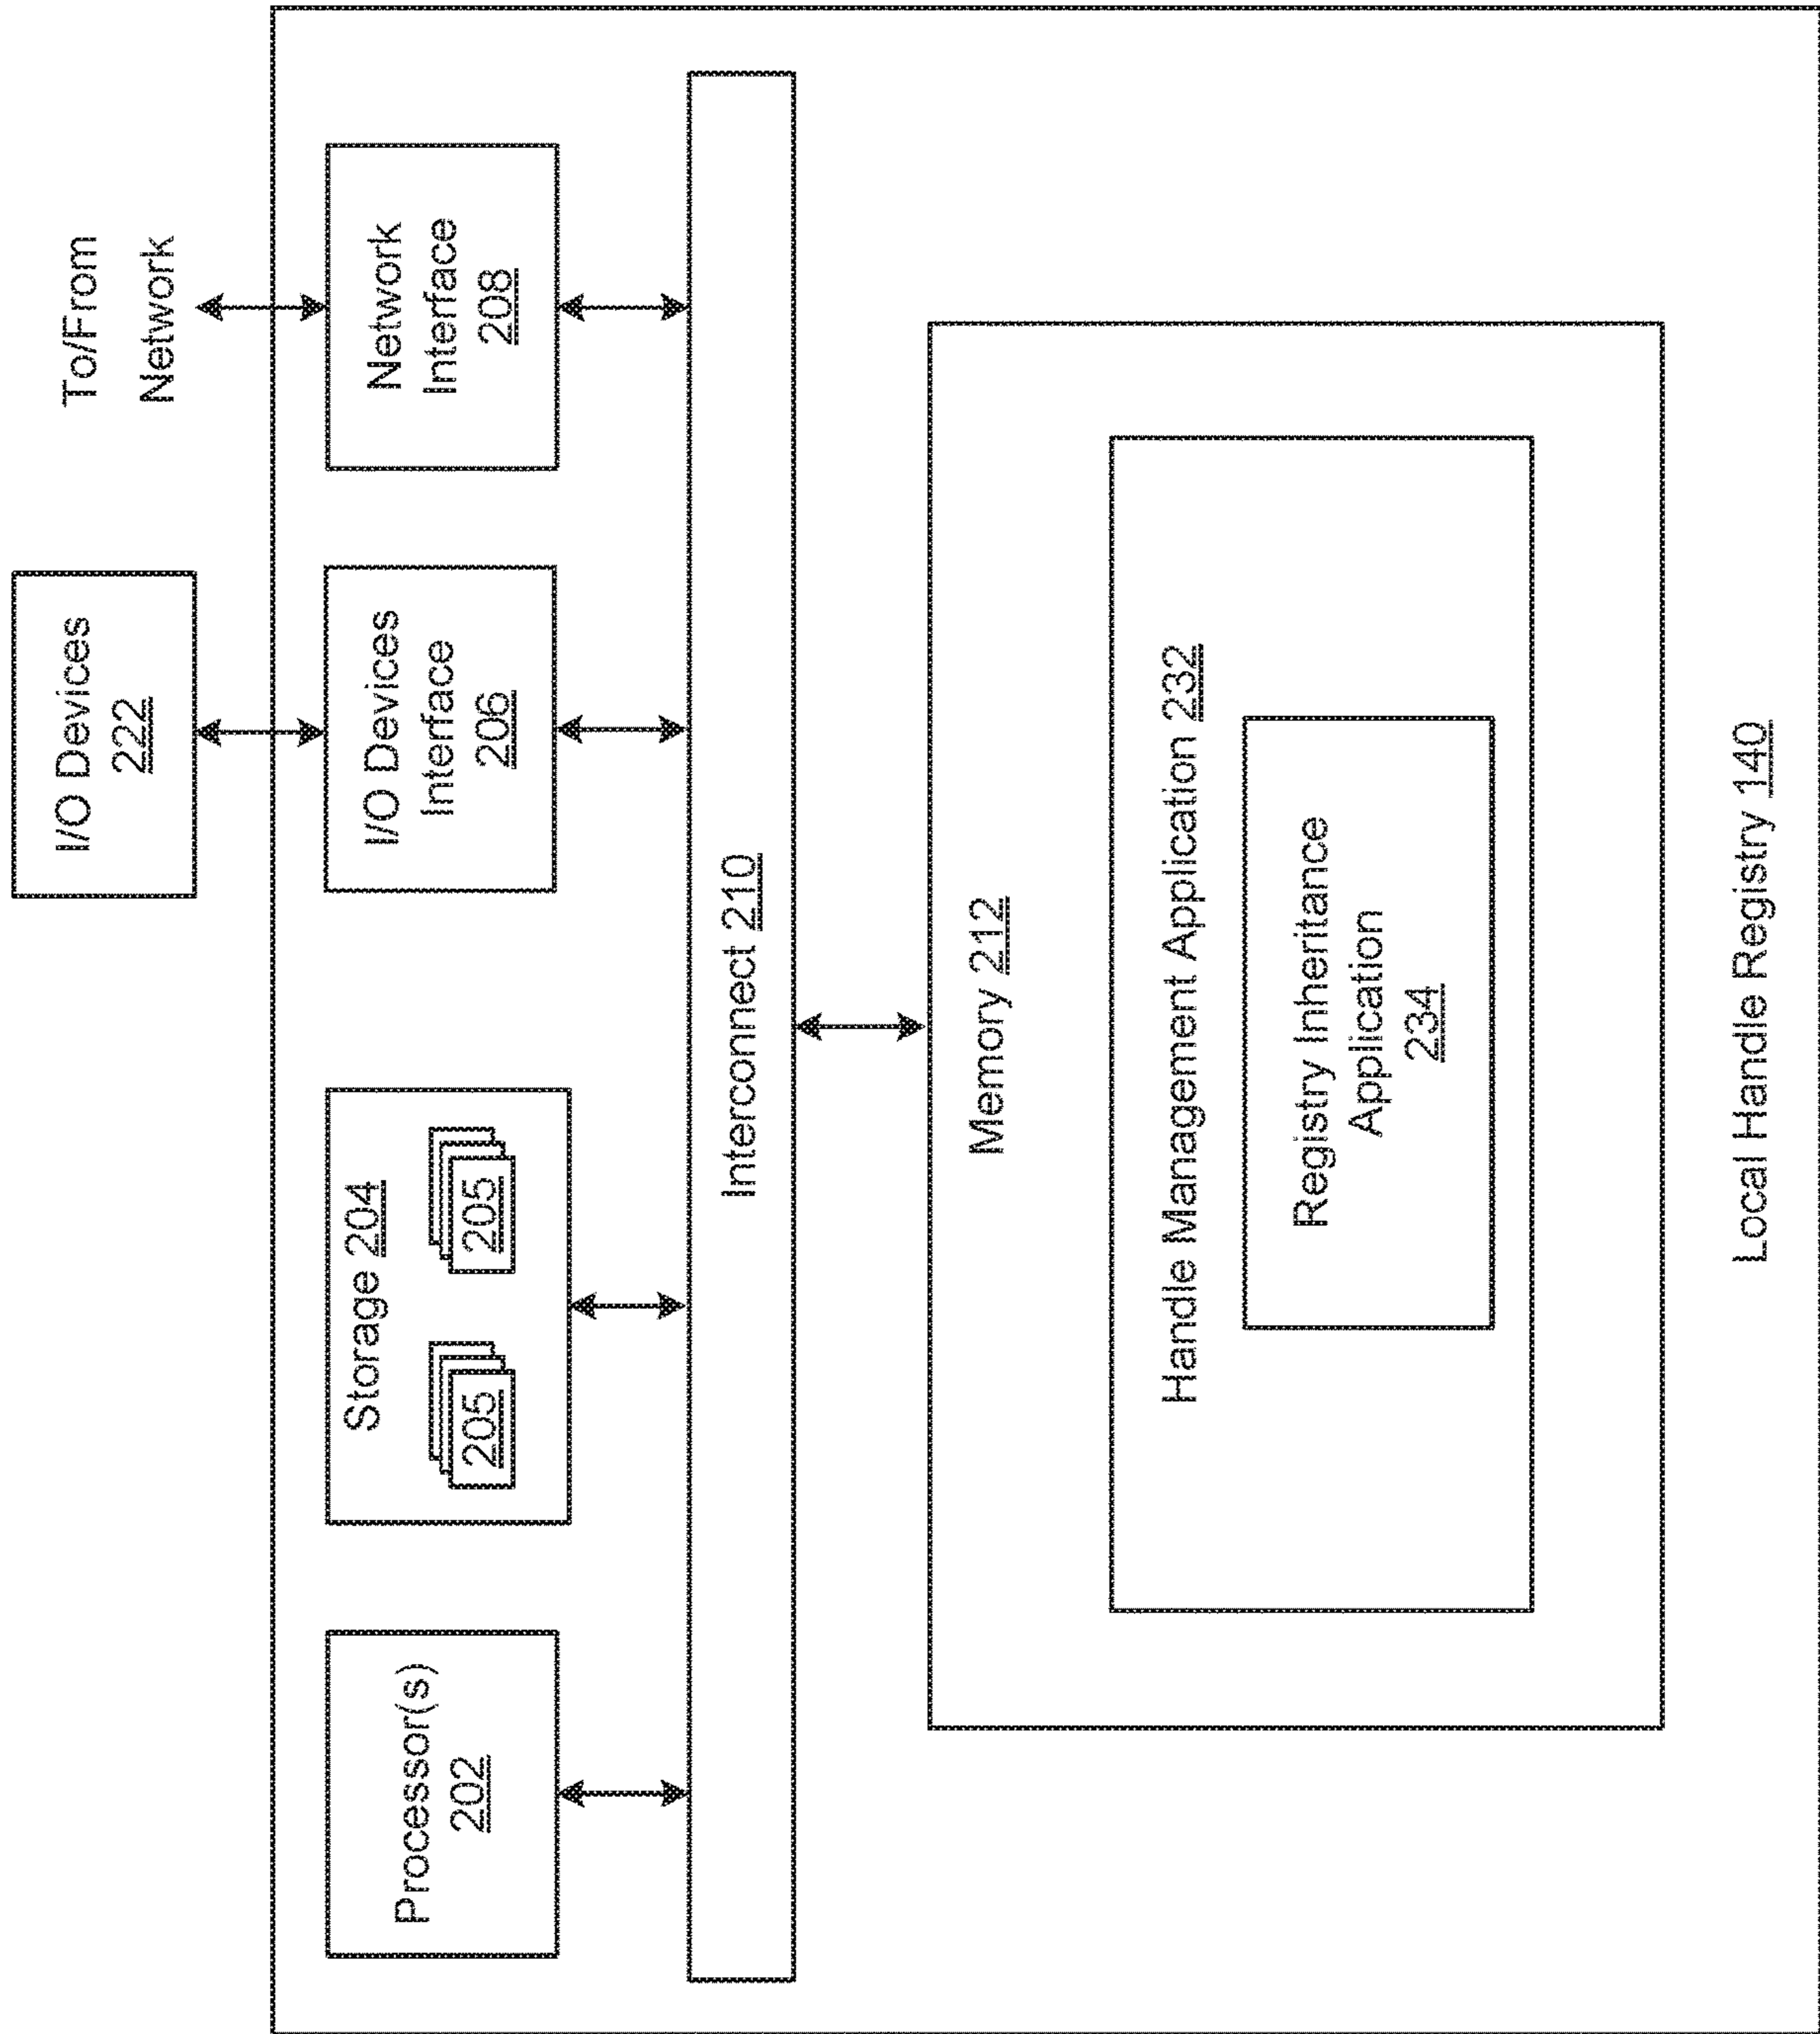 I/O Devices
222
To/From
Network
Processor(s)
202
Storage 204
205
205
I/O Devices
Interface
206
Network
Interface
208
Interconnect 210
Memory 212
Handle Management Application 232
Registry Inheritance
Application
234
Local Handle Registry 140